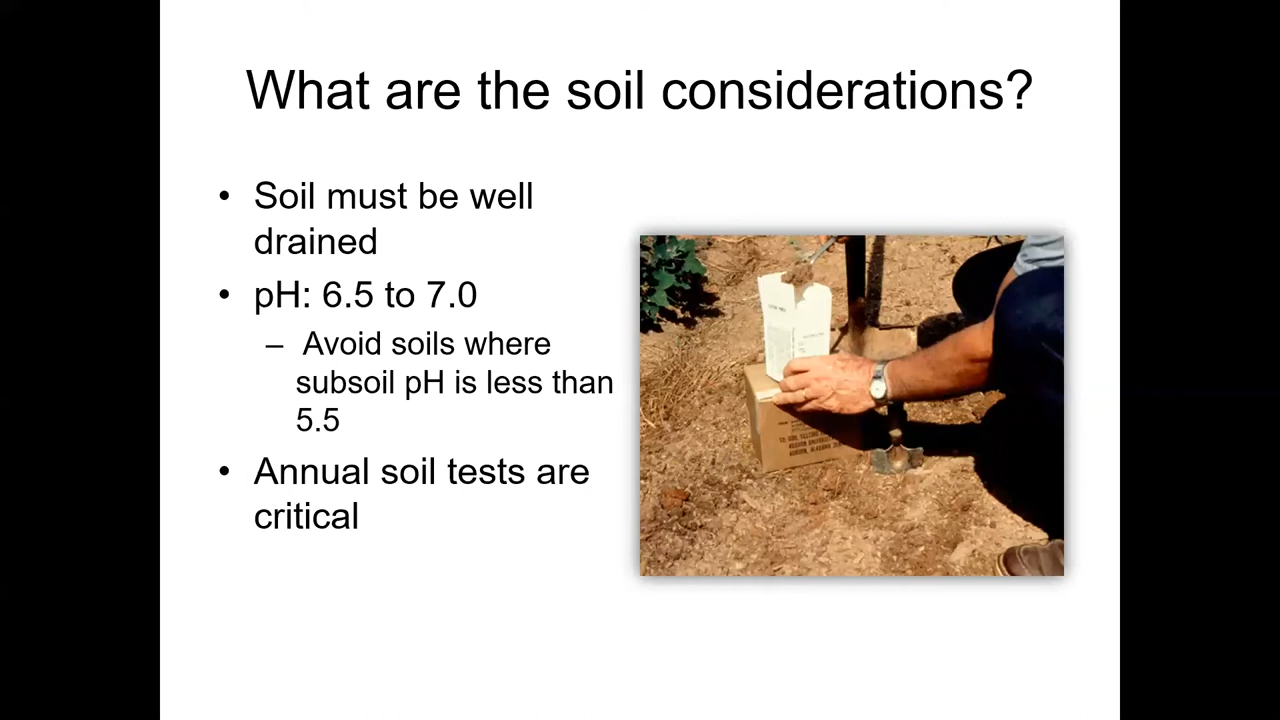 What are the soil considerations?
• Soil must be well
drained
• pH: 6.5 to 7.0
– Avoid soils where
subsoil pH is less than
5.5
• Annual soil tests are
critical